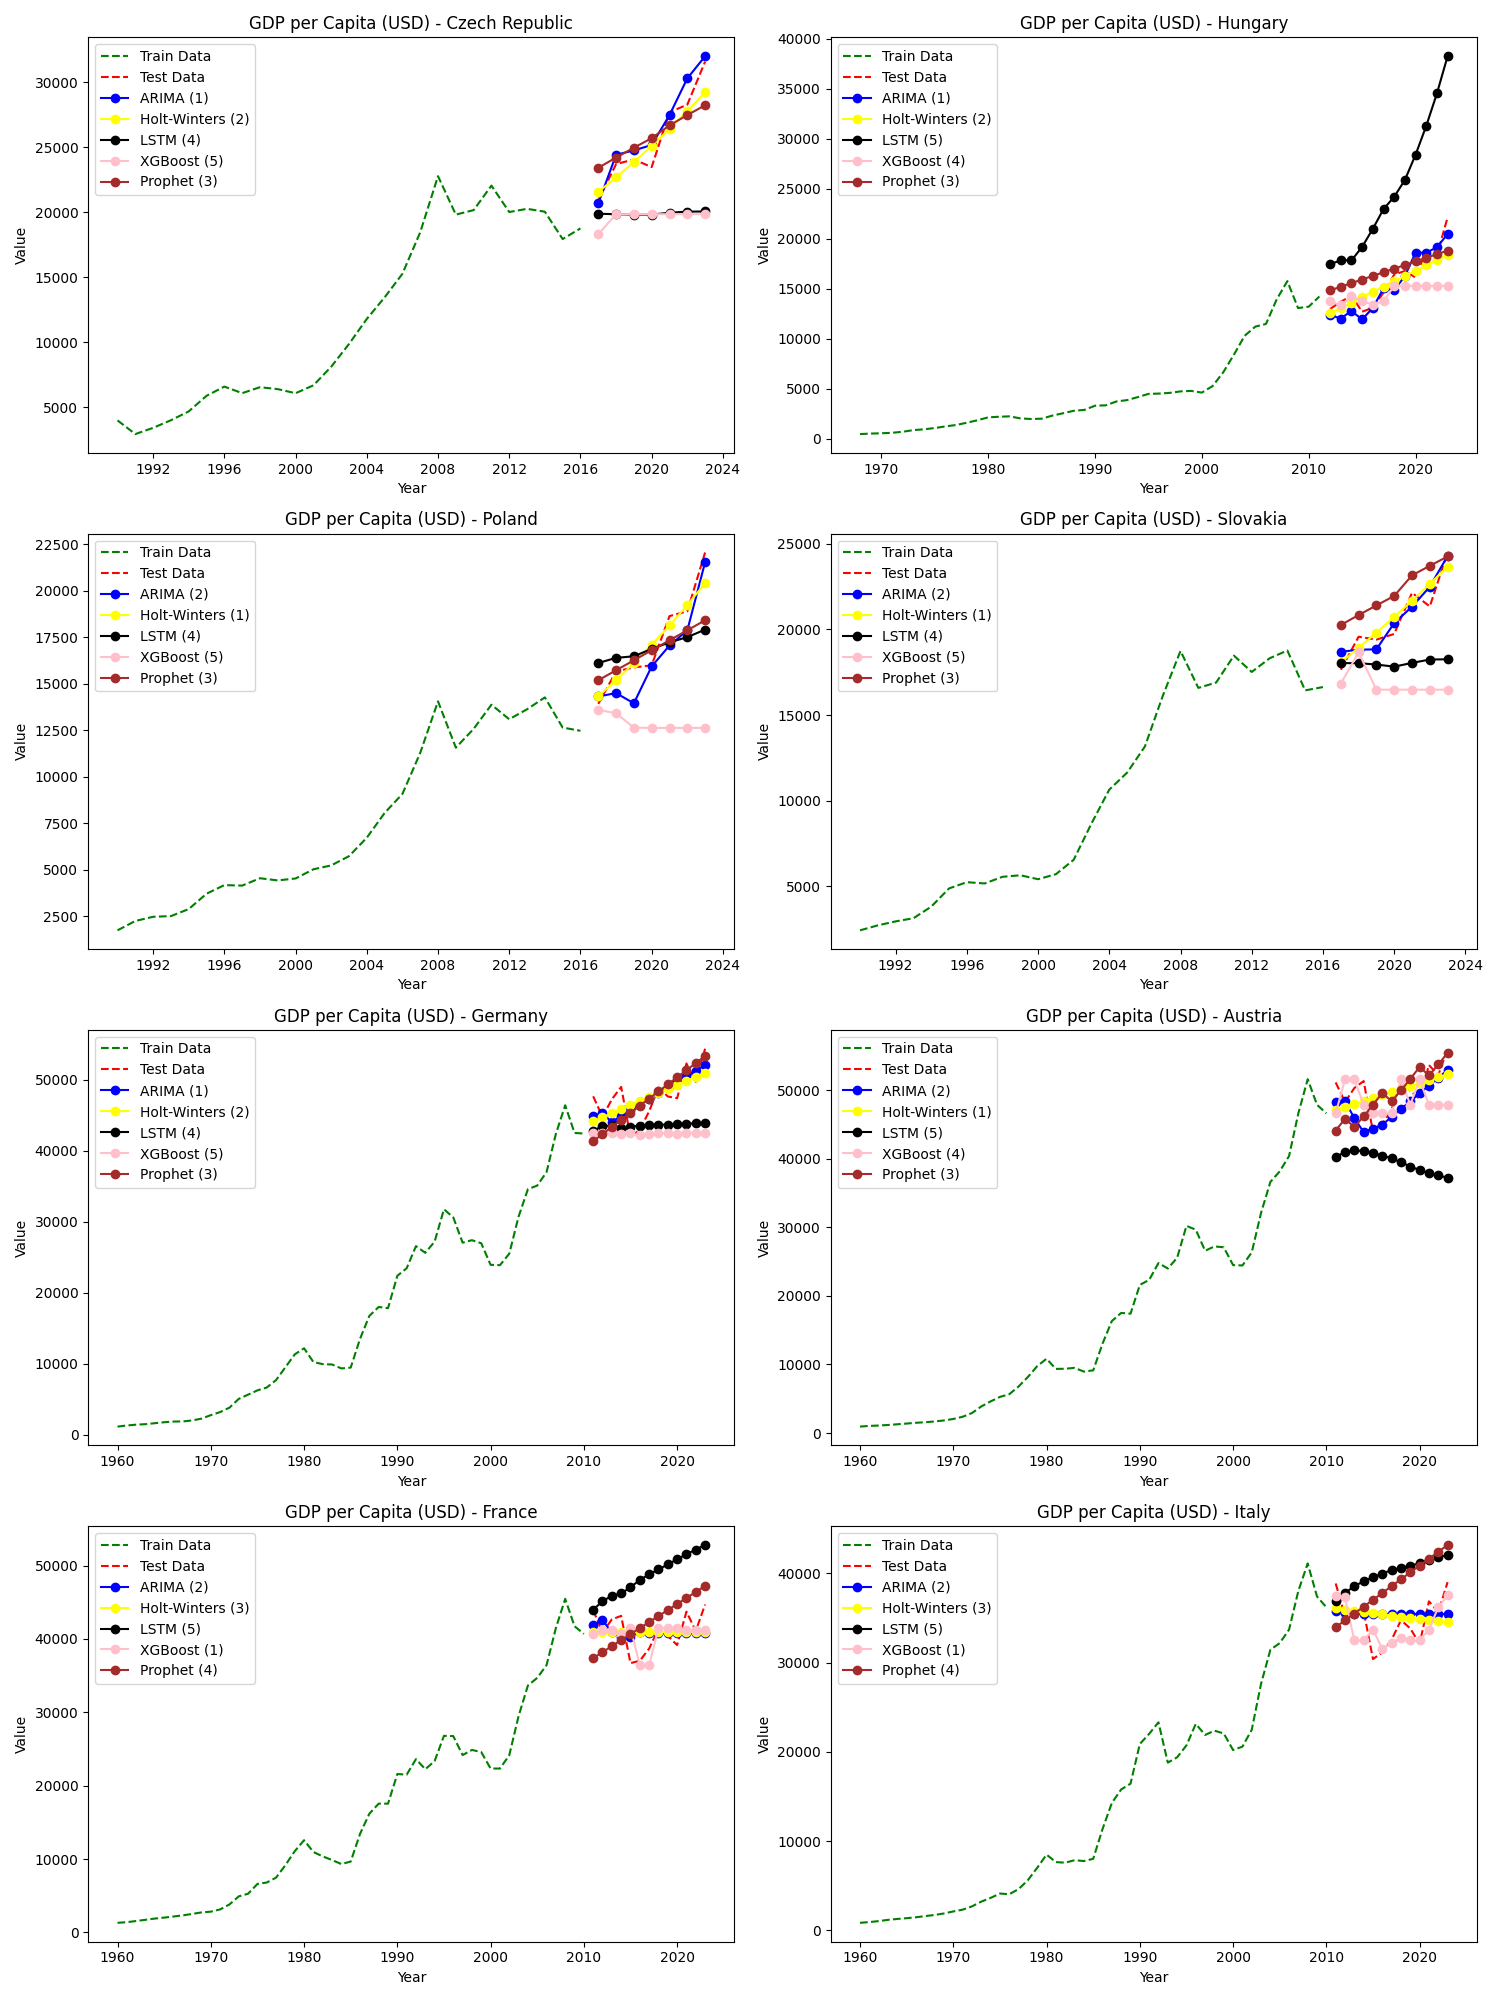 GDP per Capita (USD) - Czech Republic
Train Data
Test Data
ARIMA (1)
Holt-Winters (2)
LSTM (4)
XGBoost (5)
Prophet (3)
Value
30000
25000
20000
15000
10000
5000
1992 1996 2000 2004 2008 2012 2016 2020 2024
Year
GDP per Capita (USD) - Hungary
Train Data
Test Data
ARIMA (1)
Holt-Winters (2)
LSTM (5)
XGBoost (4)
Prophet (3)
Value
40000
35000
30000
25000
20000
15000
10000
5000
0
1970 1980 1990 2000 2010 2020
Year
GDP per Capita (USD) - Poland
Train Data
Test Data
ARIMA (2)
Holt-Winters (1)
LSTM (4)
XGBoost (5)
Prophet (3)
Value
22500
20000
17500
15000
12500
10000
7500
5000
2500
1992 1996 2000 2004 2008 2012 2016 2020 2024
Year
GDP per Capita (USD) - Slovakia
Train Data
Test Data
ARIMA (2)
Holt-Winters (1)
LSTM (4)
XGBoost (5)
Prophet (3)
Value
25000
20000
15000
10000
5000
1992 1996 2000 2004 2008 2012 2016 2020 2024
Year
GDP per Capita (USD) - Germany
Train Data
Test Data
ARIMA (1)
Holt-Winters (2)
LSTM (4)
XGBoost (5)
Prophet (3)
Value
50000
40000
30000
20000
10000
0
1960 1970 1980 1990 2000 2010 2020
Year
GDP per Capita (USD) - Austria
Train Data
Test Data
ARIMA (2)
Holt-Winters (1)
LSTM (5)
XGBoost (4)
Prophet (3)
Value
50000
40000
30000
20000
10000
0
1960 1970 1980 1990 2000 2010 2020
Year
GDP per Capita (USD) - France
Train Data
Test Data
ARIMA (2)
Holt-Winters (3)
LSTM (5)
XGBoost (1)
Prophet (4)
Value
50000
40000
30000
20000
10000
0
1960 1970 1980 1990 2000 2010 2020
Year
GDP per Capita (USD) - Italy
Train Data
Test Data
ARIMA (2)
Holt-Winters (3)
LSTM (5)
XGBoost (1)
Prophet (4)
Value
40000
30000
20000
10000
0
1960 1970 1980 1990 2000 2010 2020
Year